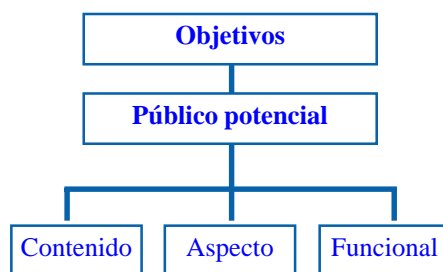 Objetivos
Público potencial
Contenido
Aspecto
Funcional